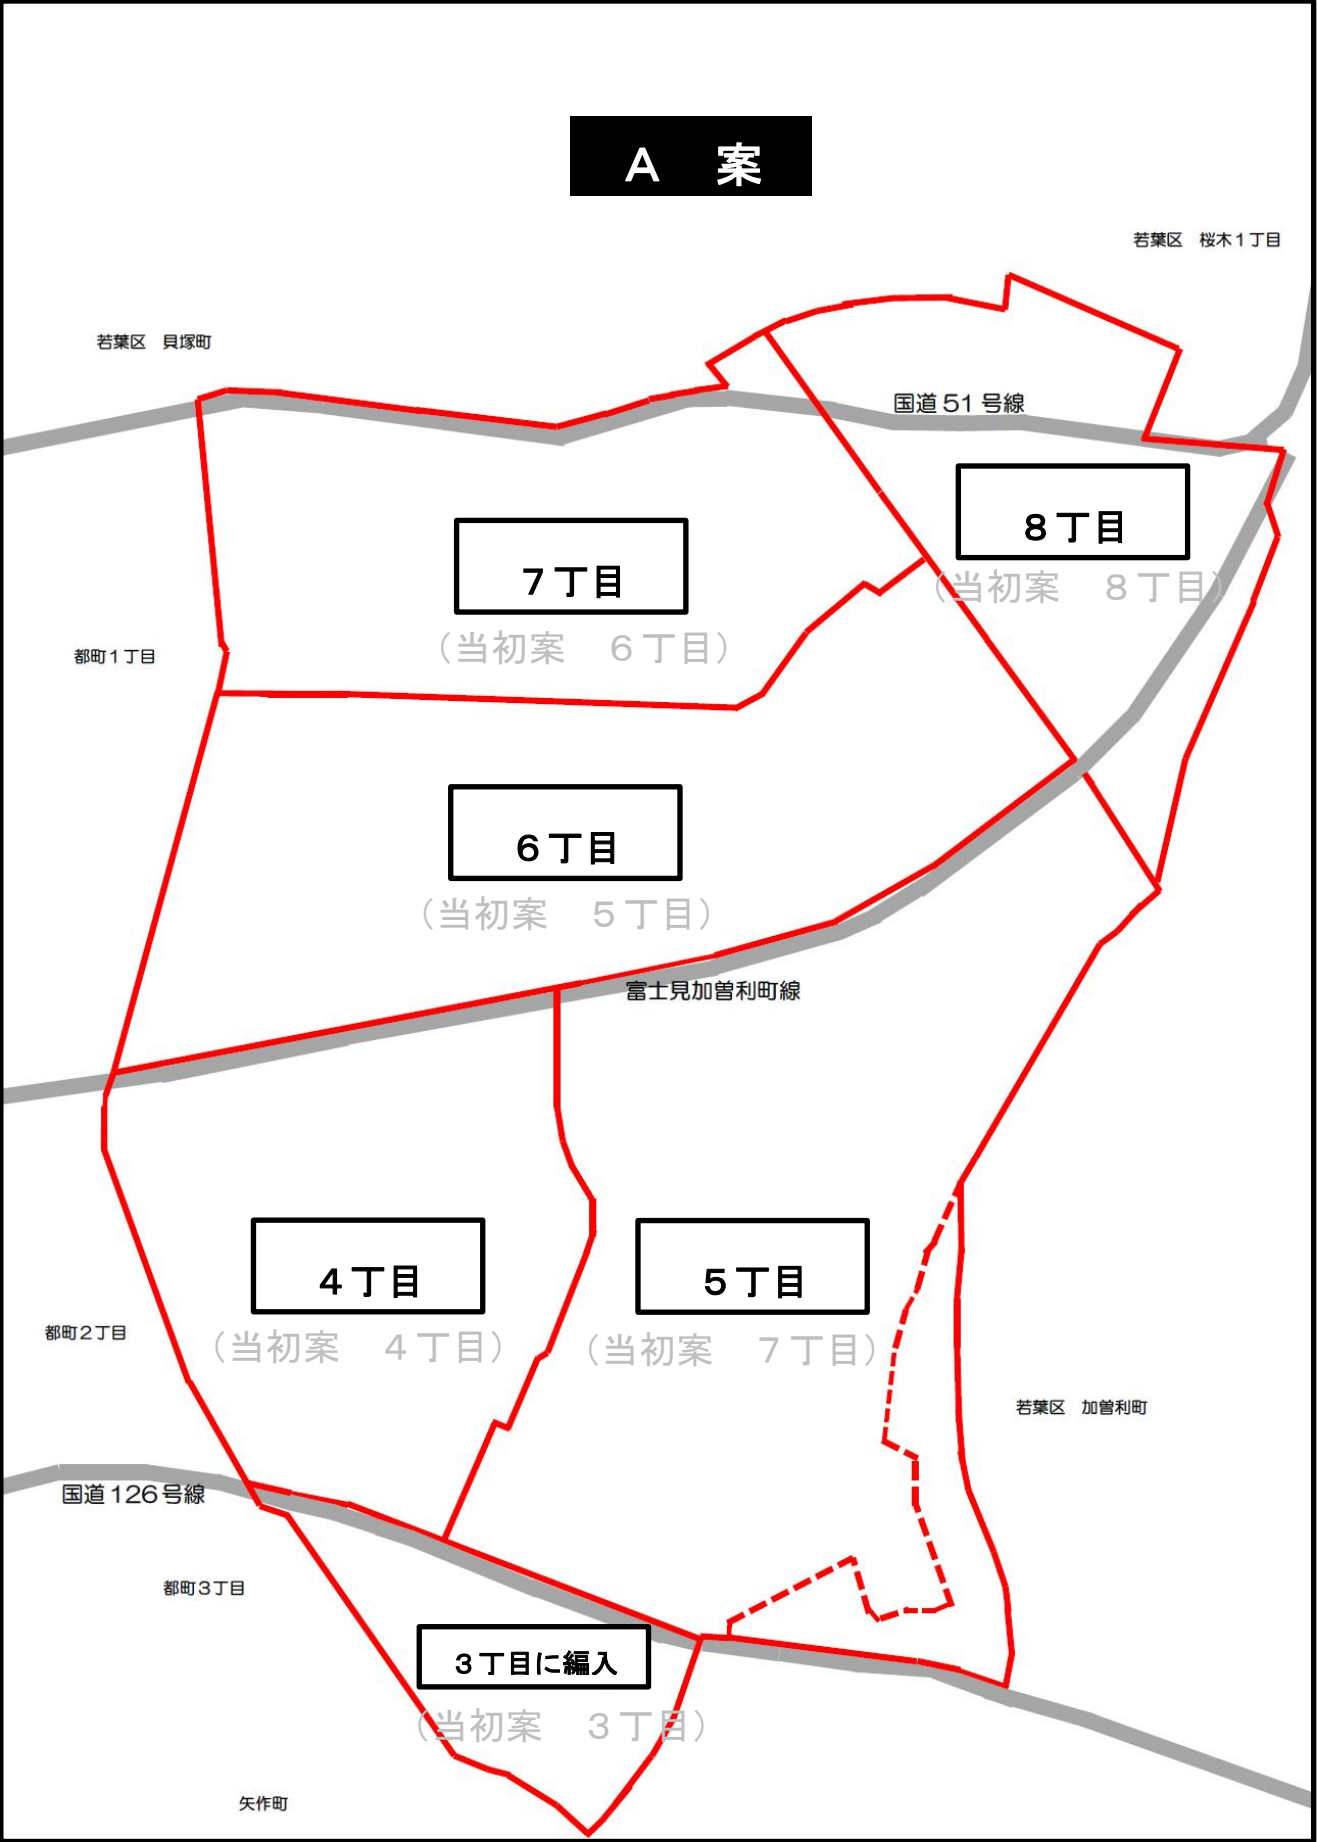 A　案
若葉区　桜木１丁目
若葉区　貝塚町
国道 51 号線
８丁目
（当初案　８丁目）
７丁目
（当初案　６丁目）
都町１丁目
６丁目
（当初案　５丁目）
富士見加曽利町線
４丁目
（当初案　４丁目）
５丁目
（当初案　７丁目）
都町２丁目
若葉区　加曽利町
国道 126 号線
都町３丁目
３丁目に編入
（当初案　３丁目）
矢作町